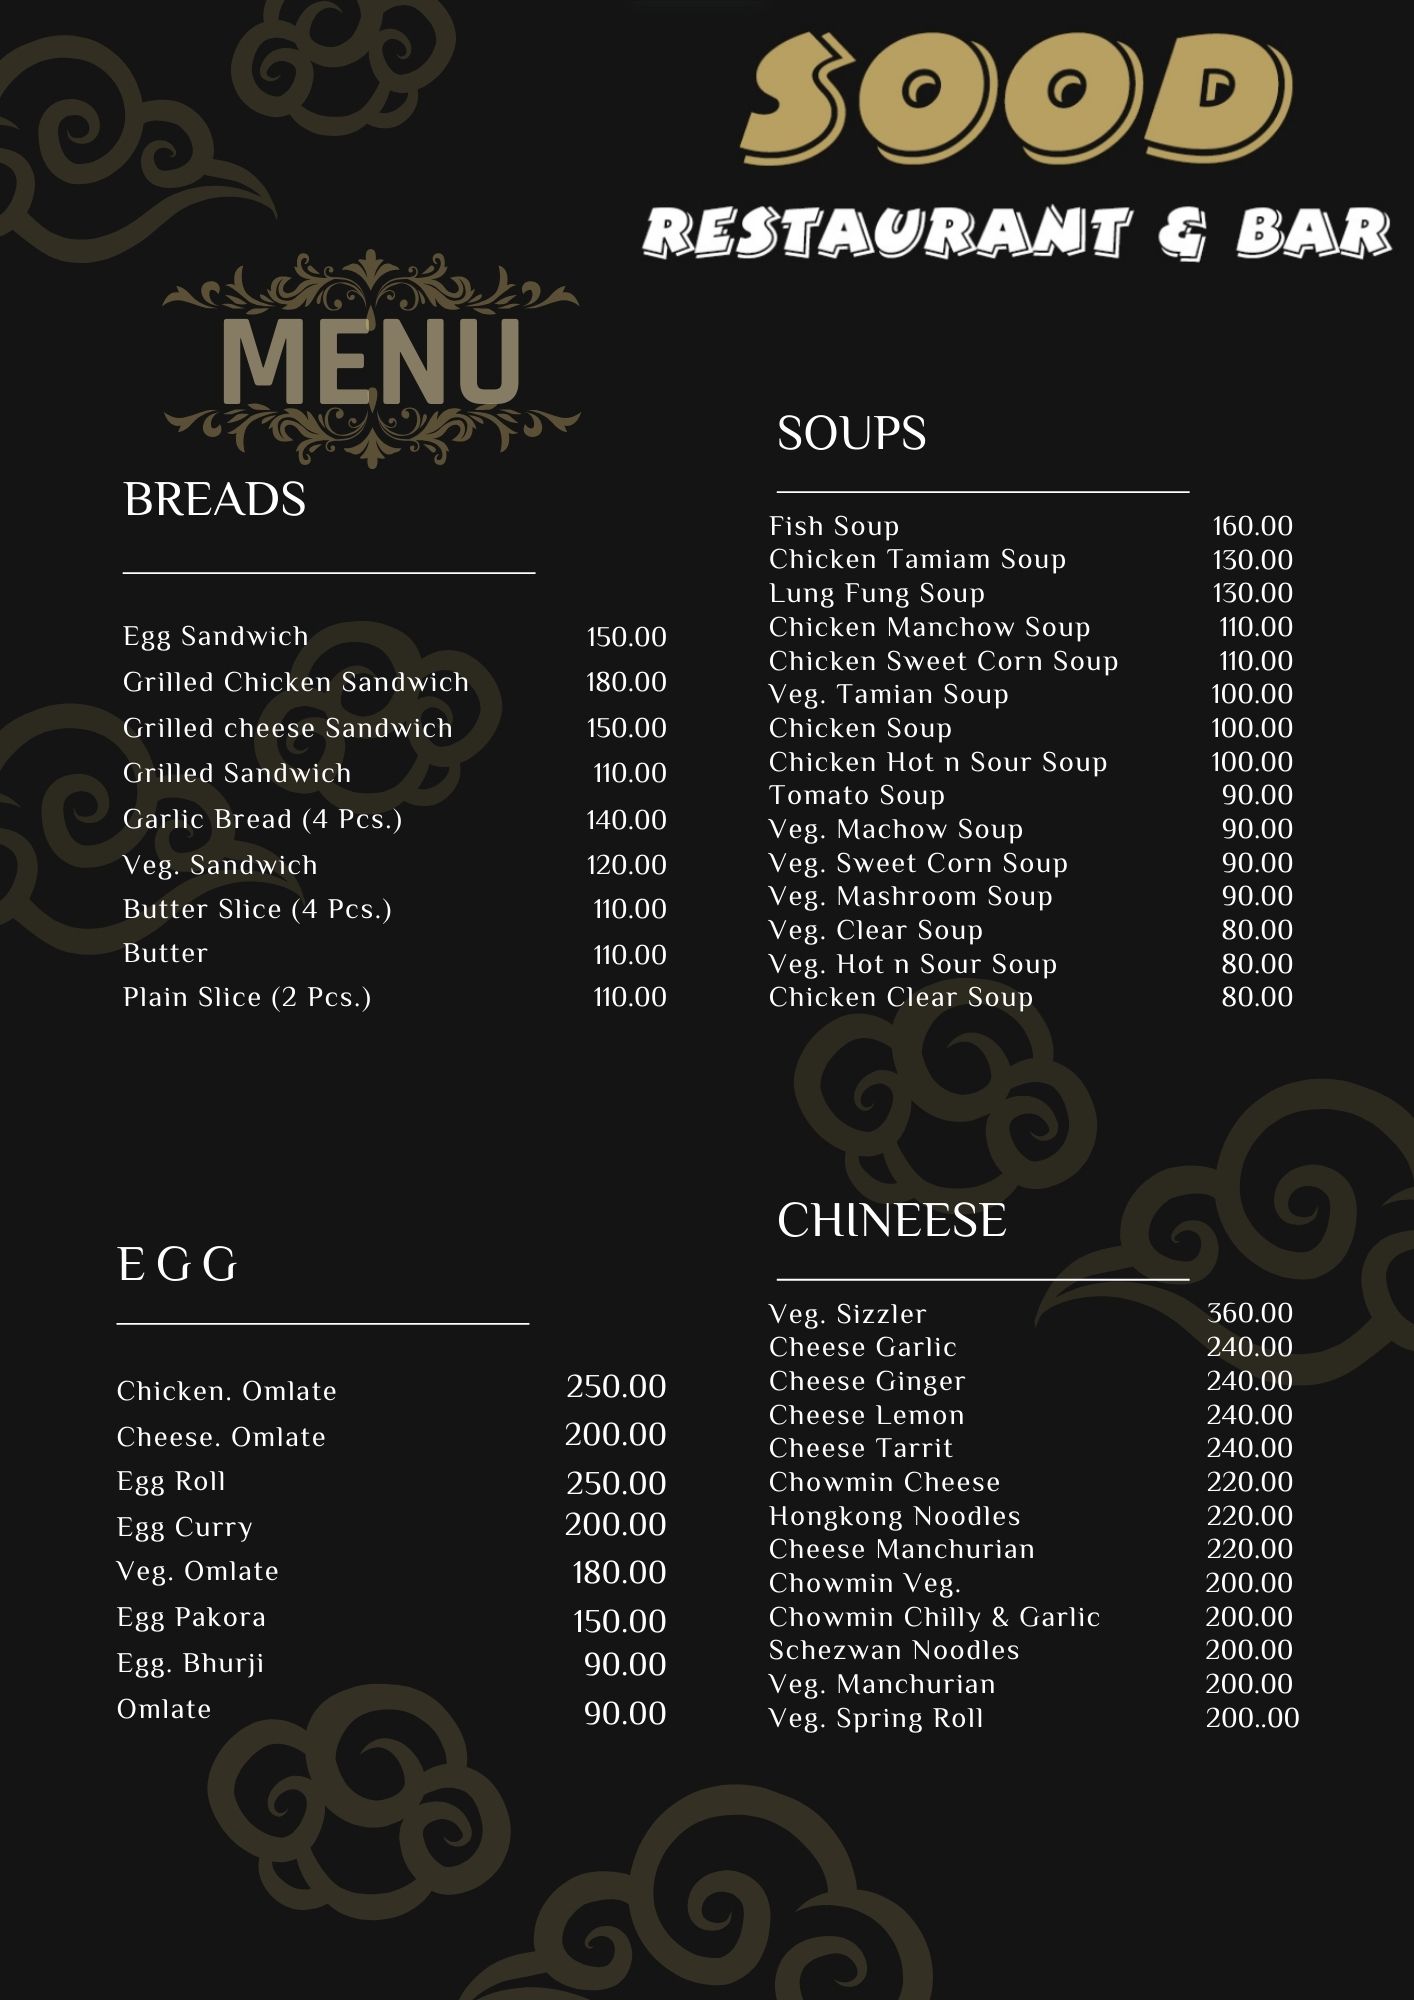 SOOD
RESTAURANT & BAR
MENU
BREADS
Egg Sandwich 150.00
Grilled Chicken Sandwich 180.00
Grilled cheese Sandwich 150.00
Grilled Sandwich 110.00
Garlic Bread (4 Pcs.) 140.00
Veg. Sandwich 120.00
Butter Slice (4 Pcs.) 110.00
Butter 110.00
Plain Slice (2 Pcs.) 110.00
EGG
Chicken. Omlate 250.00
Cheese. Omlate 200.00
Egg Roll 250.00
Egg Curry 200.00
Veg. Omlate 180.00
Egg Pakora 150.00
Egg. Bhurji 90.00
Omlate 90.00
SOUPS
Fish Soup 160.00
Chicken Tamiam Soup 130.00
Lung Fung Soup 130.00
Chicken Manchow Soup 110.00
Chicken Sweet Corn Soup 110.00
Veg. Tamian Soup 100.00
Chicken Soup 100.00
Chicken Hot n Sour Soup 100.00
Tomato Soup 90.00
Veg. Machow Soup 90.00
Veg. Sweet Corn Soup 90.00
Veg. Mashroom Soup 90.00
Veg. Clear Soup 80.00
Veg. Hot n Sour Soup 80.00
Chicken Clear Soup 80.00
CHINEESE
Veg. Sizzler 360.00
Cheese Garlic 240.00
Cheese Ginger 240.00
Cheese Lemon 240.00
Cheese Tarrit 240.00
Chowmin Cheese 220.00
Hongkong Noodles 220.00
Cheese Manchurian 220.00
Chowmin Veg. 200.00
Chowmin Chilly & Garlic 200.00
Schezwan Noodles 200.00
Veg. Manchurian 200.00
Veg. Spring Roll 200..00